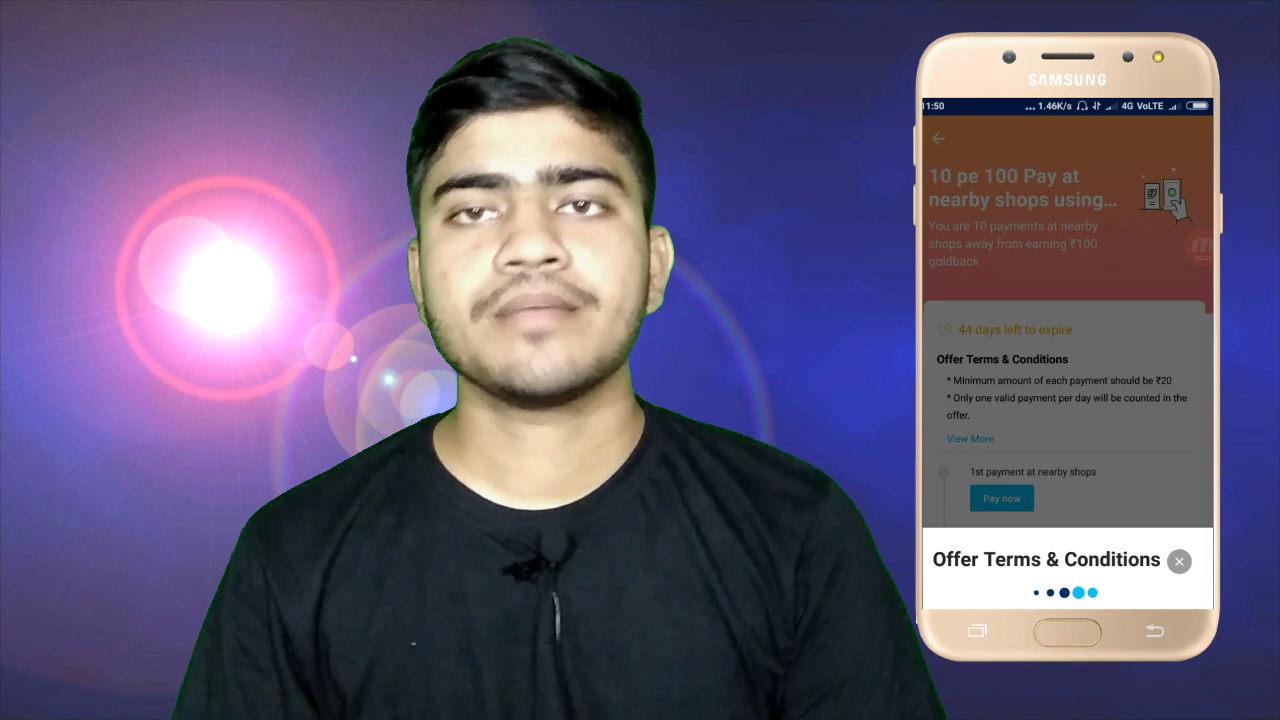 SAMSUNG
11:50
... 1.46K/s 4G VoLTE
10 pe 100 Pay at
nearby shops using...
You are 10 payments at nearby
shops away from earning ₹100
goldback
00:24
44 days left to expire
Offer Terms & Conditions
* Minimum amount of each payment should be ₹20
* Only one valid payment per day will be counted in the
offer.
View More
1st payment at nearby shops
Pay now
Offer Terms & Conditions